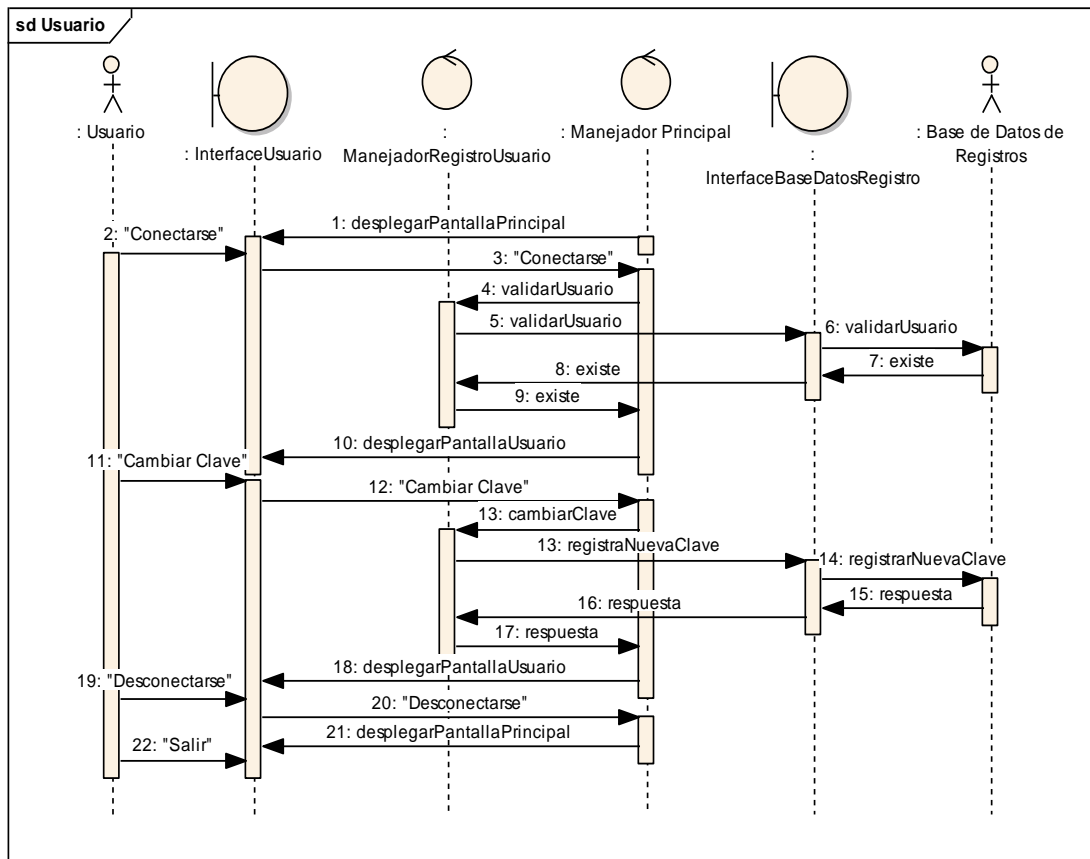 sd Usuario
: Usuario
: InterfaceUsuario
:
ManejadorRegistroUsuario
: Manejador Principal
:
InterfaceBaseDatosRegistro
: Base de Datos de
Registros
1: desplegarPantallaPrincipal
2: "Conectarse"
3: "Conectarse"
4: validarUsuario
5: validarUsuario
6: validarUsuario
7: existe
8: existe
9: existe
10: desplegarPantallaUsuario
11: "Cambiar Clave"
12: "Cambiar Clave"
13: cambiarClave
13: registraNuevaClave
14: registrarNuevaClave
15: respuesta
16: respuesta
17: respuesta
18: desplegarPantallaUsuario
19: "Desconectarse"
20: "Desconectarse"
21: desplegarPantallaPrincipal
22: "Salir"